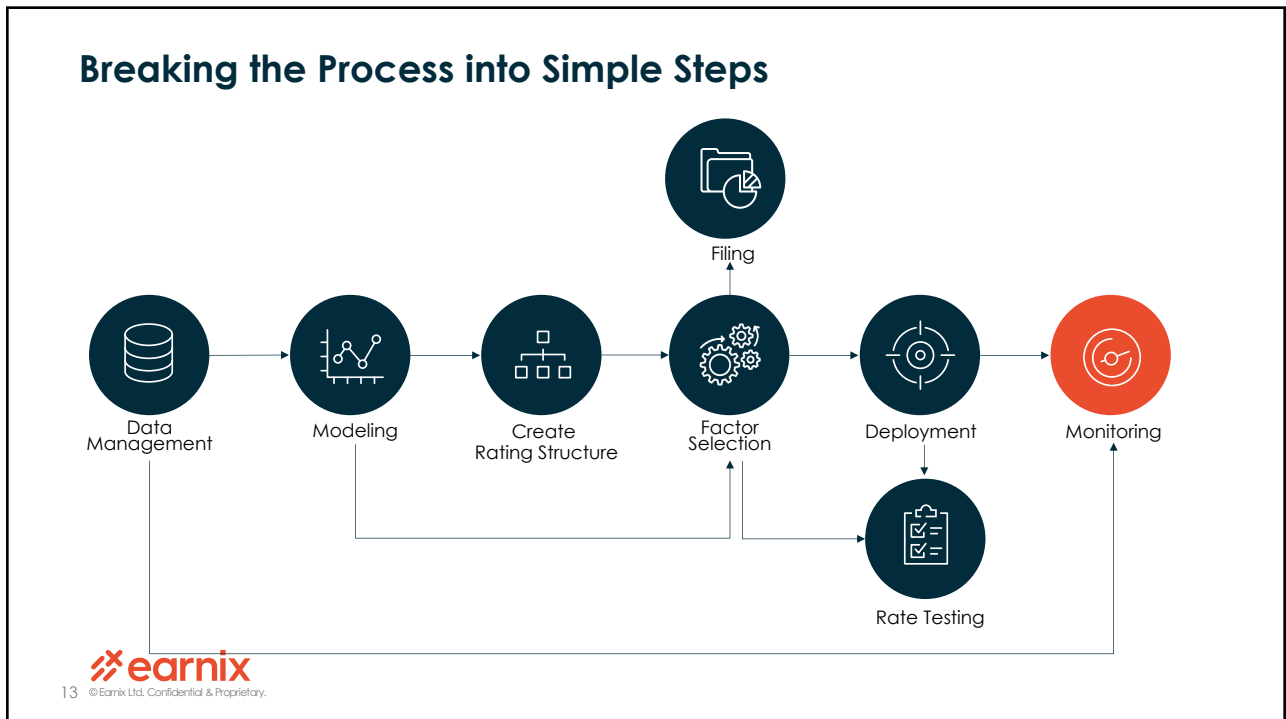 Breaking the Process into Simple Steps
Filing
Data
Management
Modeling
Create
Rating Structure
Factor
Selection
Deployment
Monitoring
Rate Testing
earnix
13 © Earnix Ltd. Confidential & Proprietary.